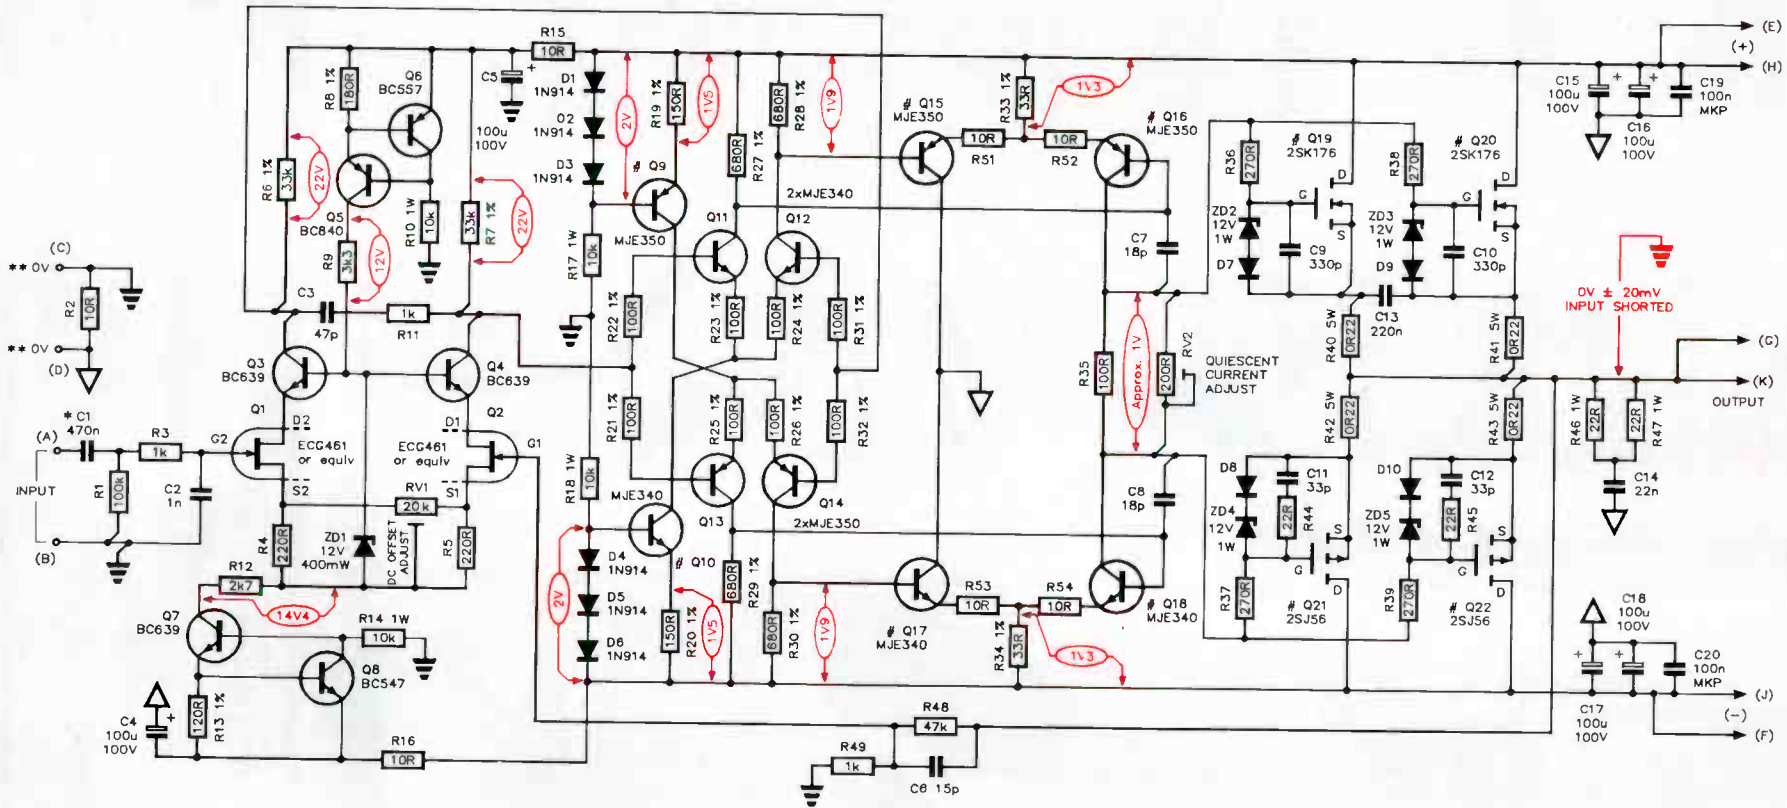 R15
10R
C5
100u
100V
R8 1%
180R
Q6
BC557
D1
1N914
D2
1N914
D3
1N914
2V
R19 1%
150R
1V5
R28 1%
680R
1V9
R27 1%
680R
# Q15
MJE350
R33 1%
33R
1V3
10R
R51
10R
R52
# Q16
MJE350
R6 1%
33k
22V
Q5
BC640
R10 1W
10k
33k
R7 1%
22V
R9
3k3
12V
# Q9
MJE350
2xMJE340
Q11
Q12
R17 1W
10k
C7
18p
R36
270R
# Q19
2SK176
D
G
S
ZD2
12V
1W
D7
C9
330p
R38
270R
# Q20
2SK176
D
G
S
ZD3
12V
1W
D9
C10
330p
C13
220n
(E)
(+)
(H)
C15
100u
100V
C16
100u
100V
C19
100n
MKP
(C)
** 0V
R2
10R
** 0V
(D)
C3
47p
1k
R11
Q3
BC639
Q4
BC639
R22 1%
100R
R23 1%
100R
R24 1%
100R
R31 1%
100R
R35
100R
Approx. 1V
200R
RV2
QUIESCENT
CURRENT
ADJUST
R40 5W
0R22
R41 5W
0R22
0V ± 20mV
INPUT SHORTED
(G)
(K)
OUTPUT
R42 5W
0R22
R43 5W
0R22
R46 1W
22R
22R
R47 1W
C14
22n
(A)
* C1
470n
R3
1k
INPUT
R1
100k
C2
1n
(B)
Q1
G2
D2
S2
ECG461
or equiv
D1
Q2
G1
ECG461
or equiv
S1
RV1
20k
R4
220R
ZD1
12V
400mW
DC OFFSET
ADJUST
R5
220R
R21 1%
100R
R25 1%
100R
R26 1%
100R
R32 1%
100R
R18 1W
10k
MJE340
# Q10
Q13
Q14
2xMJE350
C8
18p
D8
ZD4
12V
1W
C11
33p
22R
R44
S
G
D
R37
270R
# Q21
2SJ56
D10
ZD5
12V
1W
C12
33p
22R
R45
S
G
D
R39
270R
# Q22
2SJ56
R12
2k7
14V4
Q7
BC639
R14 1W
10k
Q8
BC547
R13 1%
120R
C4
100u
100V
R16
10R
2V
D4
1N914
D5
1N914
D6
1N914
R20 1%
150R
1V5
R29 1%
680R
R30 1%
680R
1V9
# Q17
MJE340
R53
10R
R54
10R
R34 1%
33R
1V3
# Q18
MJE340
R48
47k
R49
1k
C6 15p
C18
100u
100V
C17
100u
100V
C20
100n
MKP
(J)
(-)
(F)